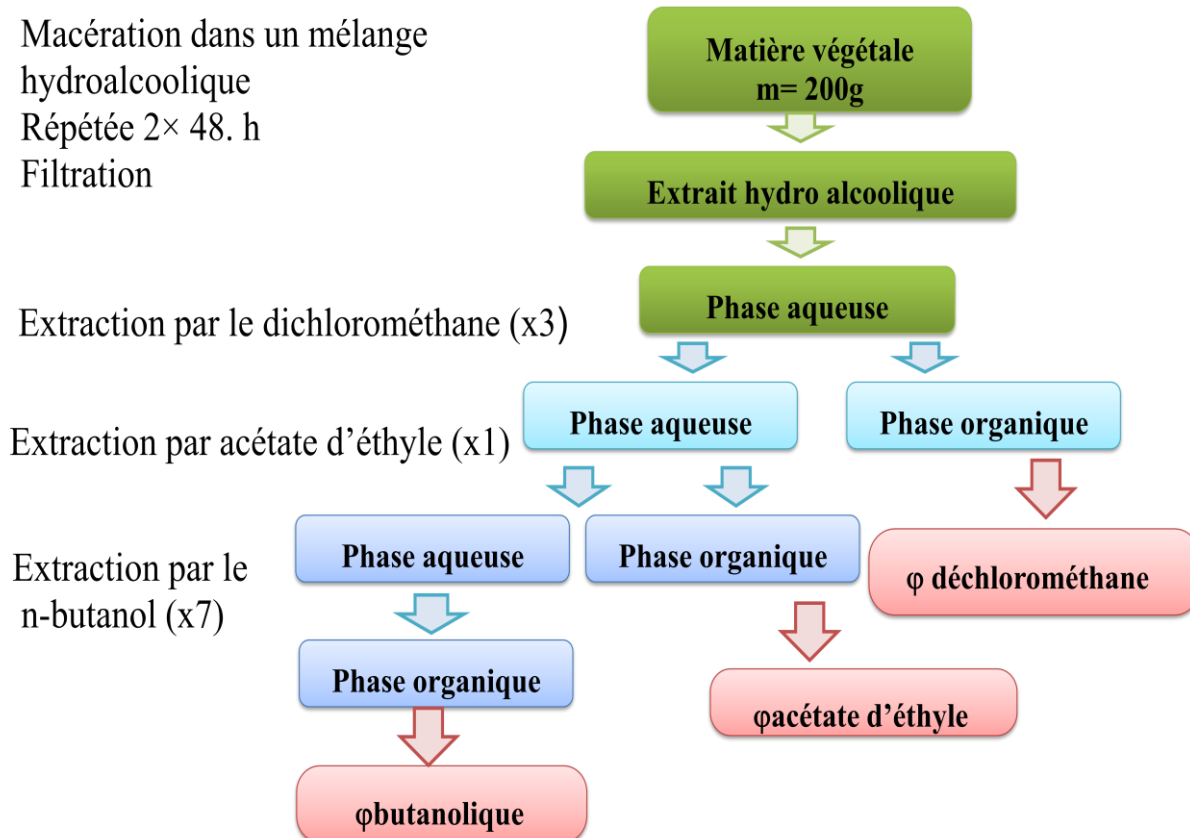 Macération dans un mélange
hydroalcoolique
Répétée 2× 48. h
Filtration
Matière végétale
m= 200g
Extrait hydro alcoolique
Phase aqueuse
Extraction par le dichlorométhane (x3)
Phase aqueuse
Phase organique
Extraction par acétate d’éthyle (x1)
Phase aqueuse
Phase organique
φ déchlorométhane
Extraction par le
n-butanol (x7)
Phase organique
φacétate d’éthyle
φbutanolique